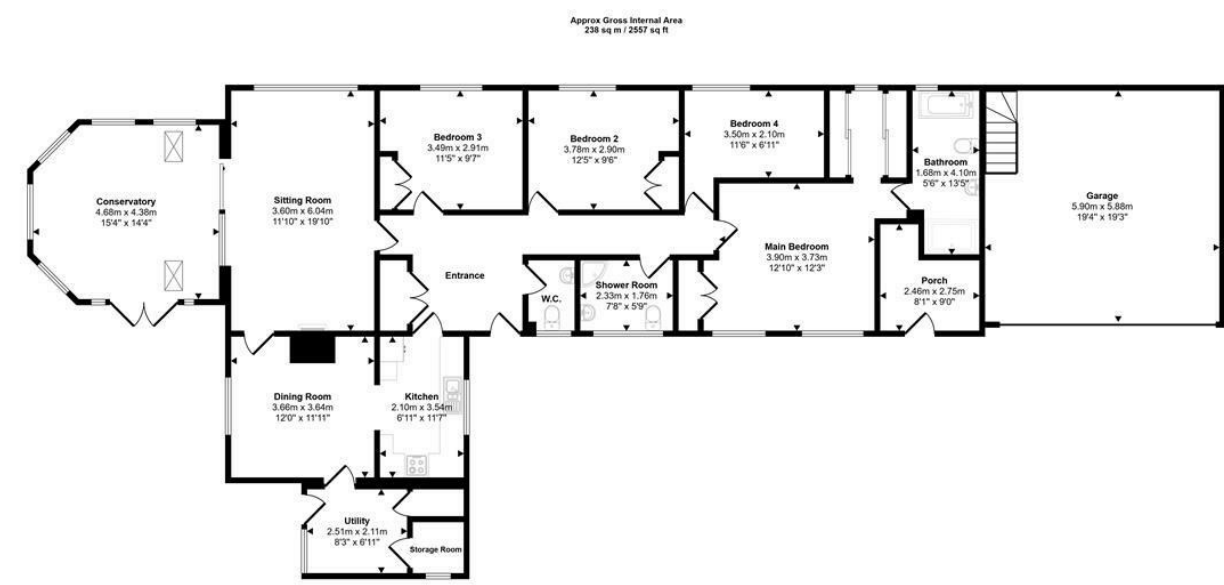 Approx Gross Internal Area
238 sq m / 2557 sq ft
Conservatory
4.68m x 4.38m
15'4" x 14'4"
Sitting Room
3.60m x 6.04m
11'10" x 19'10"
Bedroom 3
3.49m x 2.91m
11'5" x 9'7"
Bedroom 2
3.78m x 2.90m
12'5" x 9'6"
Bedroom 4
3.50m x 2.10m
11'6" x 6'11"
Bathroom
1.68m x 4.10m
5'6" x 13'5"
Garage
5.90m x 5.88m
19'4" x 19'3"
Entrance
W.C.
Shower Room
2.33m x 1.76m
7'8" x 5'9"
Main Bedroom
3.90m x 3.73m
12'10" x 12'3"
Porch
2.46m x 2.75m
8'1" x 9'0"
Dining Room
3.66m x 3.64m
12'0" x 11'11"
Kitchen
2.10m x 3.54m
6'11" x 11'7"
Utility
2.51m x 2.11m
8'3" x 6'11"
Storage Room